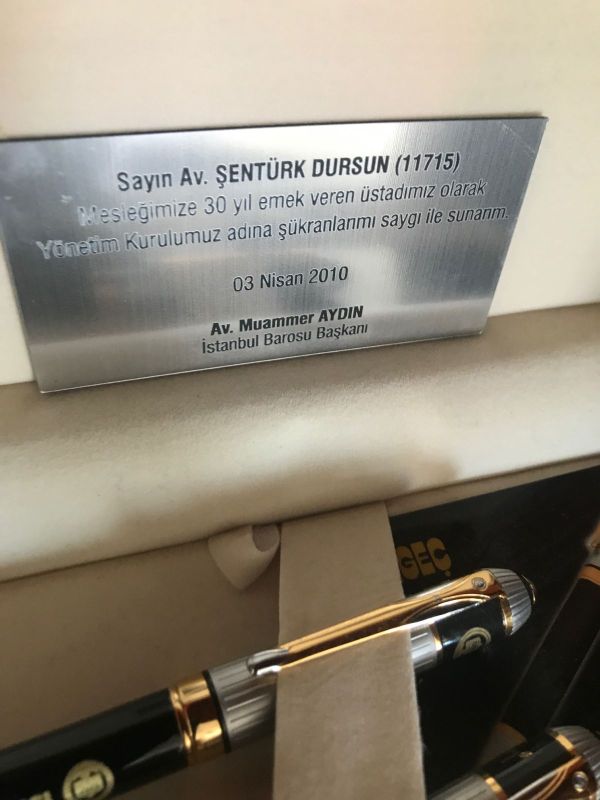 Sayın Av. ŞENTÜRK DURSUN (11715)
Mesleğimize 30 yıl emek veren üstadımız olarak
Yönetim Kurulumuz adına şükranlarımı saygı ile sunarım.
03 Nisan 2010
Av. Muammer AYDIN
İstanbul Barosu Başkanı
GEÇ